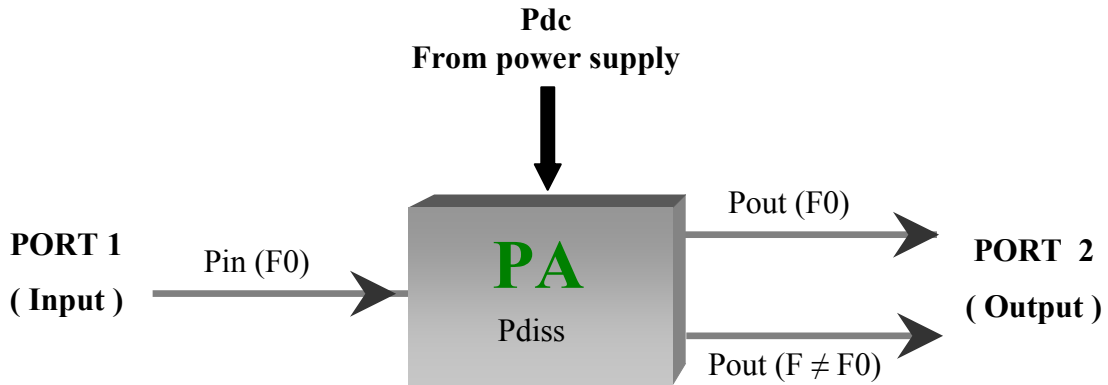 Pdc
From power supply
PORT 1
( Input )
Pin (F0)
PA
Pdiss
Pout (F0)
Pout (F ≠ F0)
PORT 2
( Output )